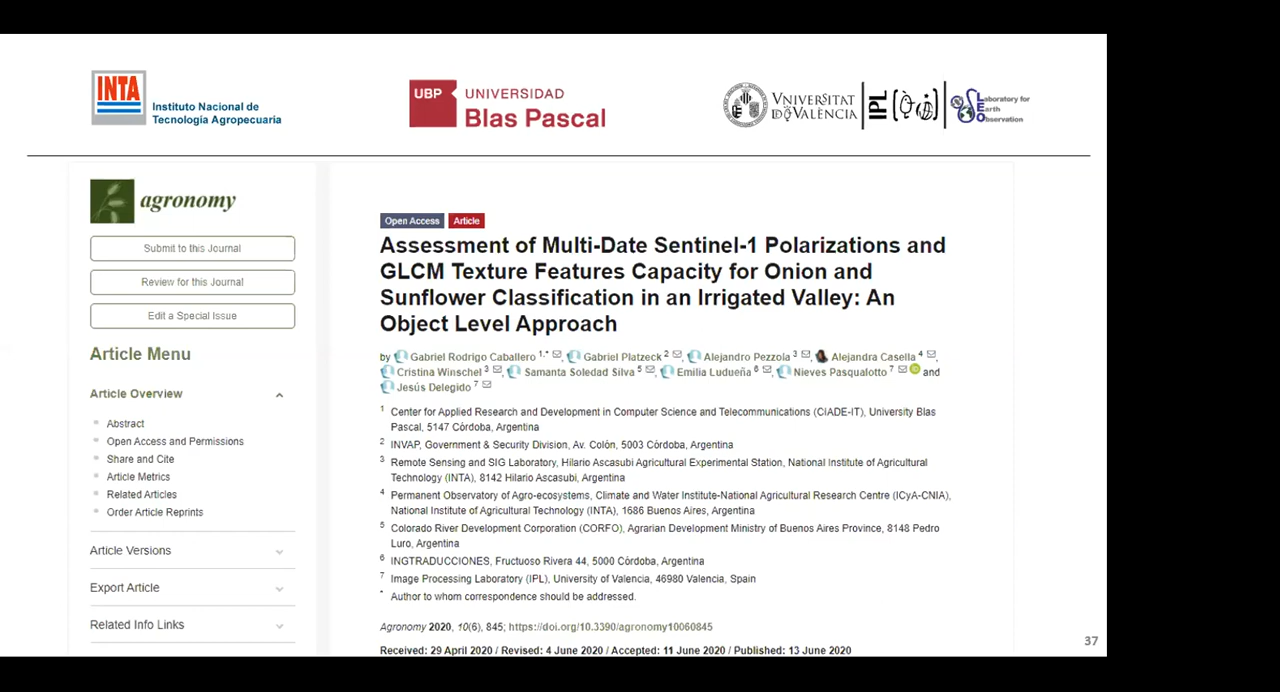 INTA
Instituto Nacional de
Tecnología Agropecuaria
UBP
UNIVERSIDAD
Blas Pascal
VNIVERSITAT
DE VALÈNCIA
IPL
Laboratory for
Earth
Observation
agronomy
Submit to this Journal
Review for this Journal
Edit a Special Issue
Article Menu
Article Overview
Abstract
Open Access and Permissions
Share and Cite
Article Metrics
Related Articles
Order Article Reprints
Article Versions
Export Article
Related Info Links
Open Access Article
Assessment of Multi-Date Sentinel-1 Polarizations and
GLCM Texture Features Capacity for Onion and
Sunflower Classification in an Irrigated Valley: An
Object Level Approach
by Gabriel Rodrigo Caballero 1,* , Gabriel Platzeck 2 , Alejandro Pezzola 3 , Alejandra Casella 4 ,
Cristina Winschel 3 , Samanta Soledad Silva 5 , Emilia Ludueña 6 , Nieves Pasqualotto 7 and
Jesús Delegido 7
1 Center for Applied Research and Development in Computer Science and Telecommunications (CIADE-IT), University Blas
Pascal, 5147 Córdoba, Argentina
2 INVAP, Government & Security Division, Av. Colón, 5003 Córdoba, Argentina
3 Remote Sensing and SIG Laboratory, Hilario Ascasubi Agricultural Experimental Station, National Institute of Agricultural
Technology (INTA), 8142 Hilario Ascasubi, Argentina
4 Permanent Observatory of Agro-ecosystems, Climate and Water Institute-National Agricultural Research Centre (ICyA-CNIA),
National Institute of Agricultural Technology (INTA), 1686 Buenos Aires, Argentina
5 Colorado River Development Corporation (CORFO), Agrarian Development Ministry of Buenos Aires Province, 8148 Pedro
Luro, Argentina
6 INGTRADUCCIONES, Fructuoso Rivera 44, 5000 Córdoba, Argentina
7 Image Processing Laboratory (IPL), University of Valencia, 46980 Valencia, Spain
* Author to whom correspondence should be addressed.
Agronomy 2020, 10(6), 845; https://doi.org/10.3390/agronomy10060845
Received: 29 April 2020 / Revised: 4 June 2020 / Accepted: 11 June 2020 / Published: 13 June 2020
37